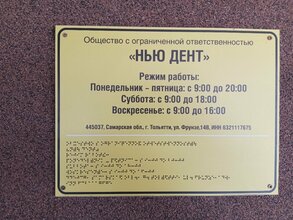 Общество с ограниченной ответственностью
«НЬЮ ДЕНТ»
Режим работы:
Понедельник - пятница: с 9:00 до 20:00
Суббота: с 9:00 до 18:00
Воскресенье: с 9:00 до 16:00
445037, Самарская обл., г. Тольятти, ул. Фрунзе,14В, ИНН 6321117675